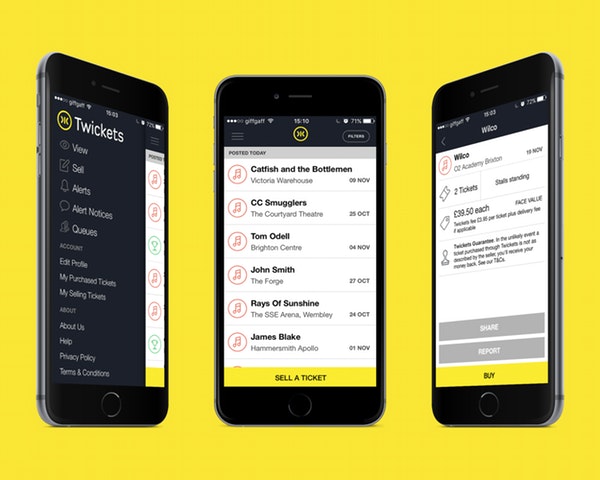 giffgaff
15:03
72%
Twickets
View
Sell
Alerts
Alert Notices
Queues
ACCOUNT
Edit Profile
My Purchased Tickets
My Selling Tickets
ABOUT
About Us
Help
Privacy Policy
Terms & Conditions
POSTED
giffgaff
15:10
71%
FILTERS
POSTED TODAY
Catfish and the Bottlemen
Victoria Warehouse 09 NOV
CC Smugglers
The Courtyard Theatre 25 OCT
Tom Odell
Brighton Centre 04 NOV
John Smith
The Forge 27 OCT
Rays Of Sunshine
The SSE Arena, Wembley 24 OCT
James Blake
Hammersmith Apollo 01 NOV
SELL A TICKET
giffgaff
15:03
72%
Wilco
Wilco
O2 Academy Brixton 19 NOV
2 Tickets Stalls standing
£39.50 each FACE VALUE
Twickets fee £5.95 per ticket plus delivery fee
if applicable
Twickets Guarantee. In the unlikely event a
ticket purchased through Twickets is not as
described by the seller, you'll receive your
money back. See our T&Cs.
SHARE
REPORT
BUY